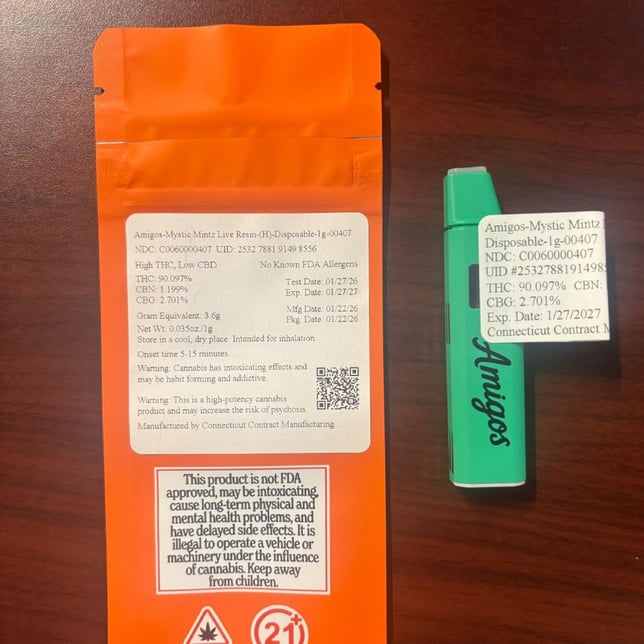 Amigos-Mystic Mintz Live Resin-(H)-Disposable-1g-00407
NDC: C0060000407 UID: 2532 7881 9149 8556
High THC, Low CBD
No Known FDA Allergens
THC: 90.097%
CBN: 1.199%
CBG: 2.701%
Test Date: 01/27/26
Exp. Date: 01/27/27
Gram Equivalent: 3.6g
Net Wt: 0.035oz/1g
Mfg Date: 01/22/26
Pkg. Date: 01/22/26
Store in a cool, dry place. Intended for inhalation.
Onset time 5-15 minutes.
Warning: Cannabis has intoxicating effects and
may be habit forming and addictive.
Warning: This is a high-potency cannabis
product and may increase the risk of psychosis.
Manufactured by Connecticut Contract Manufacturing
This product is not FDA
approved, may be intoxicating,
cause long-term physical and
mental health problems, and
have delayed side effects. It is
illegal to operate a vehicle or
machinery under the influence
of cannabis. Keep away
from children.
21+
Amigos-Mystic Mintz
Disposable-1g-00407
NDC: C0060000407
UID #2532788191498
THC: 90.097% CBN:
CBG: 2.701%
Exp. Date: 1/27/2027
Connecticut Contract M
Amigos